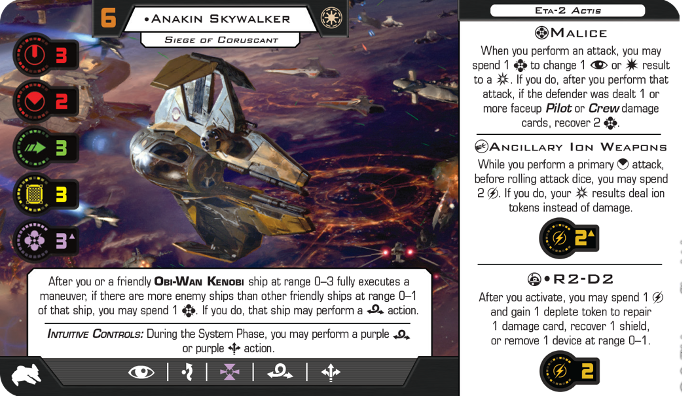 6
•Anakin Skywalker
Siege of Coruscant
3
2
3
3
3
After you or a friendly Obi-Wan Kenobi ship at range 0–3 fully executes a
maneuver, if there are more enemy ships than other friendly ships at range 0–1
of that ship, you may spend 1 . If you do, that ship may perform a action.
Intuitive Controls: During the System Phase, you may perform a purple
or purple action.
Eta-2 Actis
Malice
When you perform an attack, you may
spend 1 to change 1 or result
to a . If you do, after you perform that
attack, if the defender was dealt 1 or
more faceup Pilot or Crew damage
cards, recover 2 .
Ancillary Ion Weapons
While you perform a primary attack,
before rolling attack dice, you may spend
2 . If you do, your results deal ion
tokens instead of damage.
2
•R2-D2
After you activate, you may spend 1
and gain 1 deplete token to repair
1 damage card, recover 1 shield,
or remove 1 device at range 0–1.
2